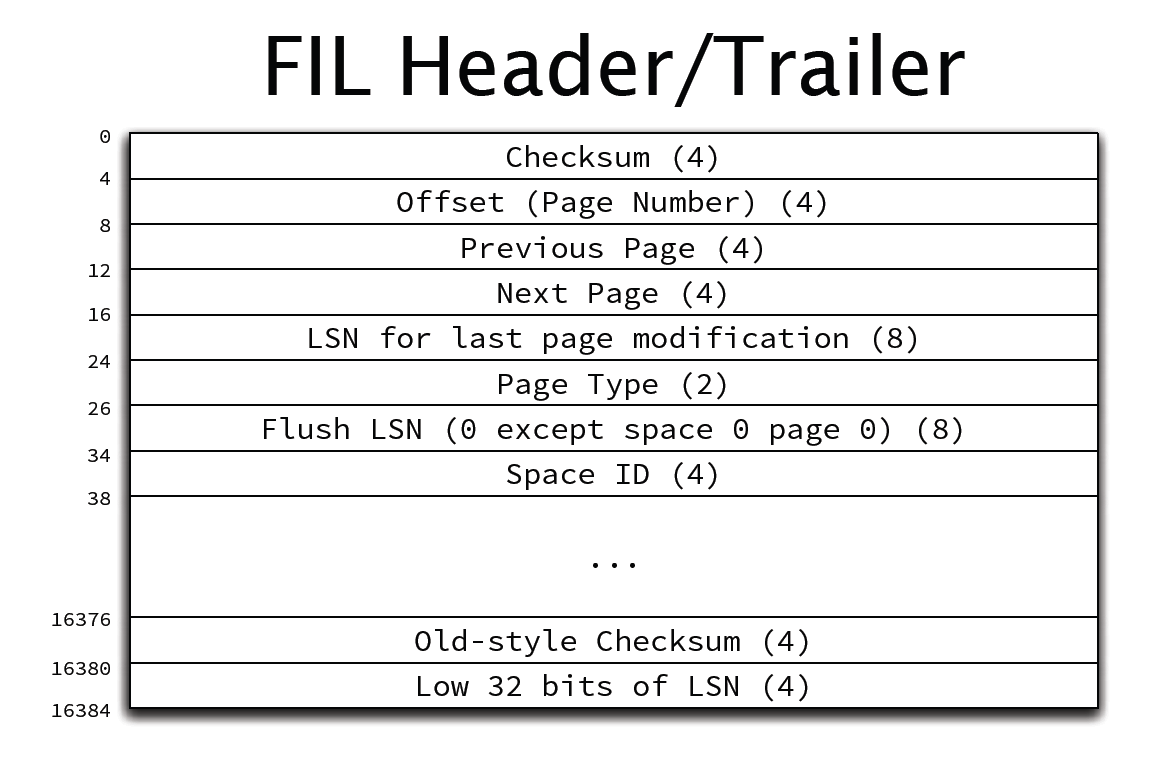 FIL Header/Trailer
0
Checksum (4)
4
Offset (Page Number) (4)
8
Previous Page (4)
12
Next Page (4)
16
LSN for last page modification (8)
24
Page Type (2)
26
Flush LSN (0 except space 0 page 0) (8)
34
Space ID (4)
38
...
16376
Old-style Checksum (4)
16380
Low 32 bits of LSN (4)
16384